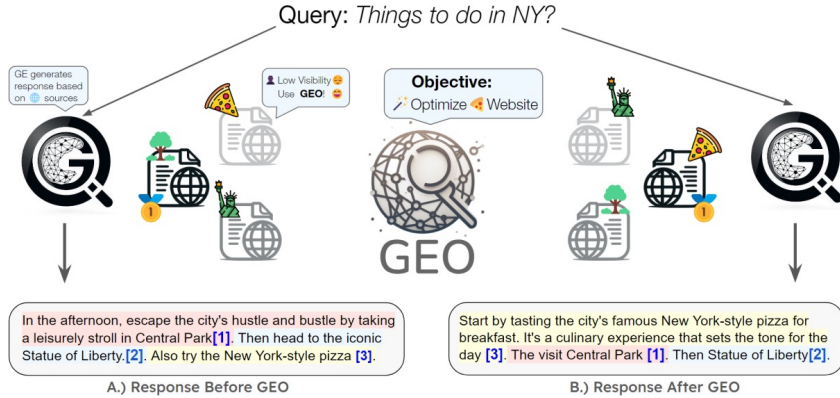 Query: Things to do in NY?
GE generates
response based
on sources
Low Visibility
Use GEO!
Objective:
Optimize Website
G
1
GEO
G
1
In the afternoon, escape the city's hustle and bustle by taking
a leisurely stroll in Central Park[1]. Then head to the iconic
Statue of Liberty.[2]. Also try the New York-style pizza [3].
A.) Response Before GEO
Start by tasting the city's famous New York-style pizza for
breakfast. It's a culinary experience that sets the tone for the
day [3]. The visit Central Park [1]. Then Statue of Liberty[2].
B.) Response After GEO